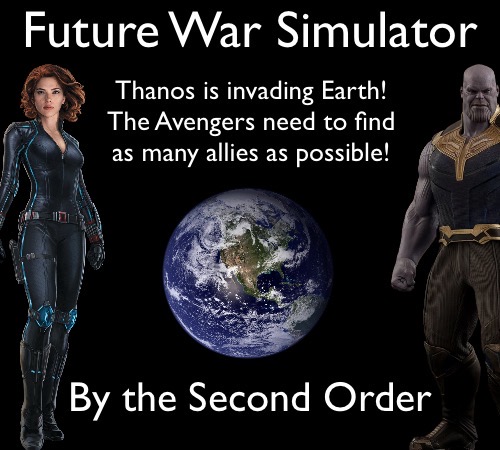 Future War Simulator
Thanos is invading Earth!
The Avengers need to find
as many allies as possible!
By the Second Order